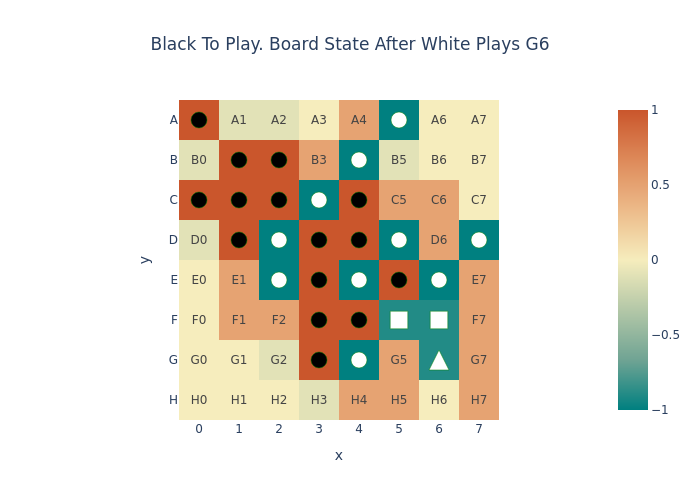 Black To Play. Board State After White Plays G6
A A1 A2 A3 A4 A6 A7 1
B B0 B3 B5 B6 B7
C C5 C6 C7 0.5
D D0 D6
y E E0 E1 E7 0
F F0 F1 F2 F7 −0.5
G G0 G1 G2 G5 G7
H H0 H1 H2 H3 H4 H5 H6 H7 −1
0 1 2 3 4 5 6 7
x